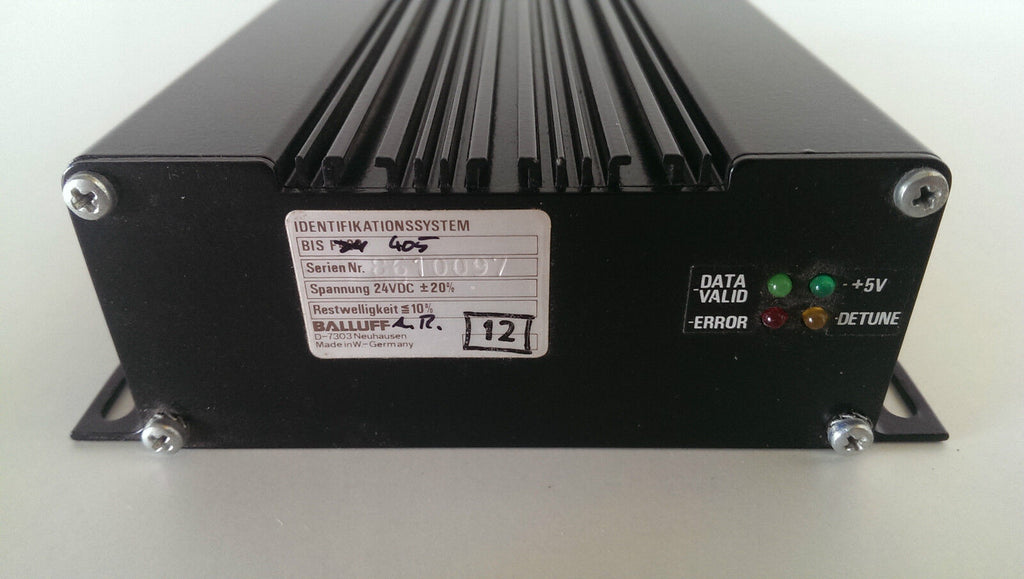 IDENTIFIKATIONSSYSTEM
BIS 405
Serien Nr. 8610097
Spannung 24VDC ± 20%
Restwelligkeit ≦ 10%
BALLUFF r.R.
D-7303 Neuhausen
Made in W.-Germany
12
-DATA
VALID
-+5V
-ERROR
-DETUNE